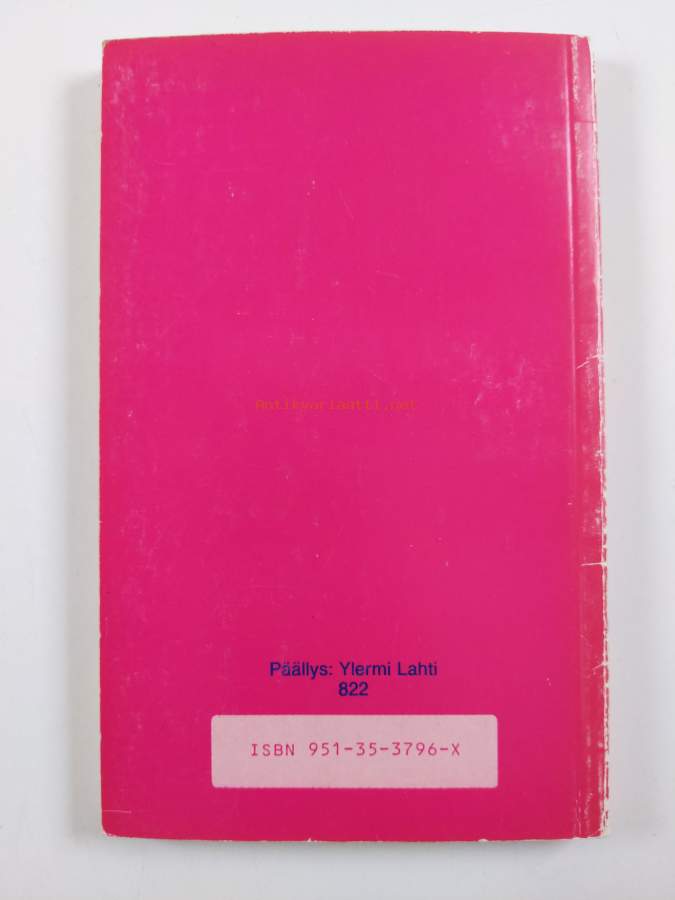 Antikvariaatti.net
Päällys: Ylermi Lahti
822
ISBN 951-35-3796-X